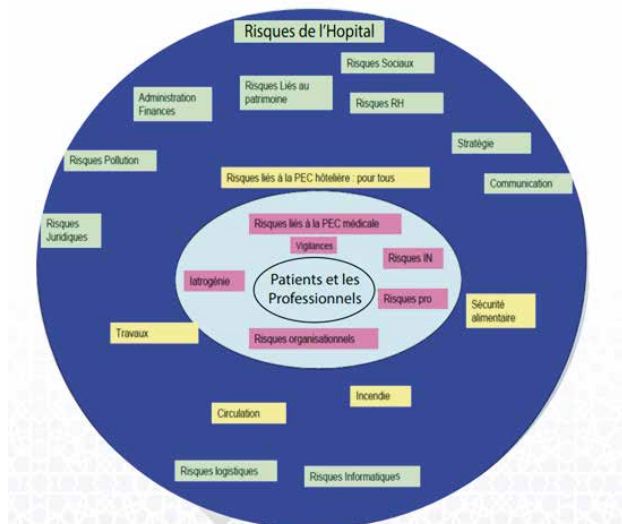 Risques de l'Hopital
Risques Sociaux
Risques Liés au
patrimoine
Administration
Finances
Risques RH
Stratégie
Risques Pollution
Risques liés à la PEC hôtelière : pour tous
Communication
Risques
Juridiques
Risques liés à la PEC médicale
Vigilances
Risques IN
Iatrogénie
Patients et les
Professionnels
Risques pro
Sécurité
alimentaire
Travaux
Risques organisationnels
Incendie
Circulation
Risques logistiques
Risques Informatiques